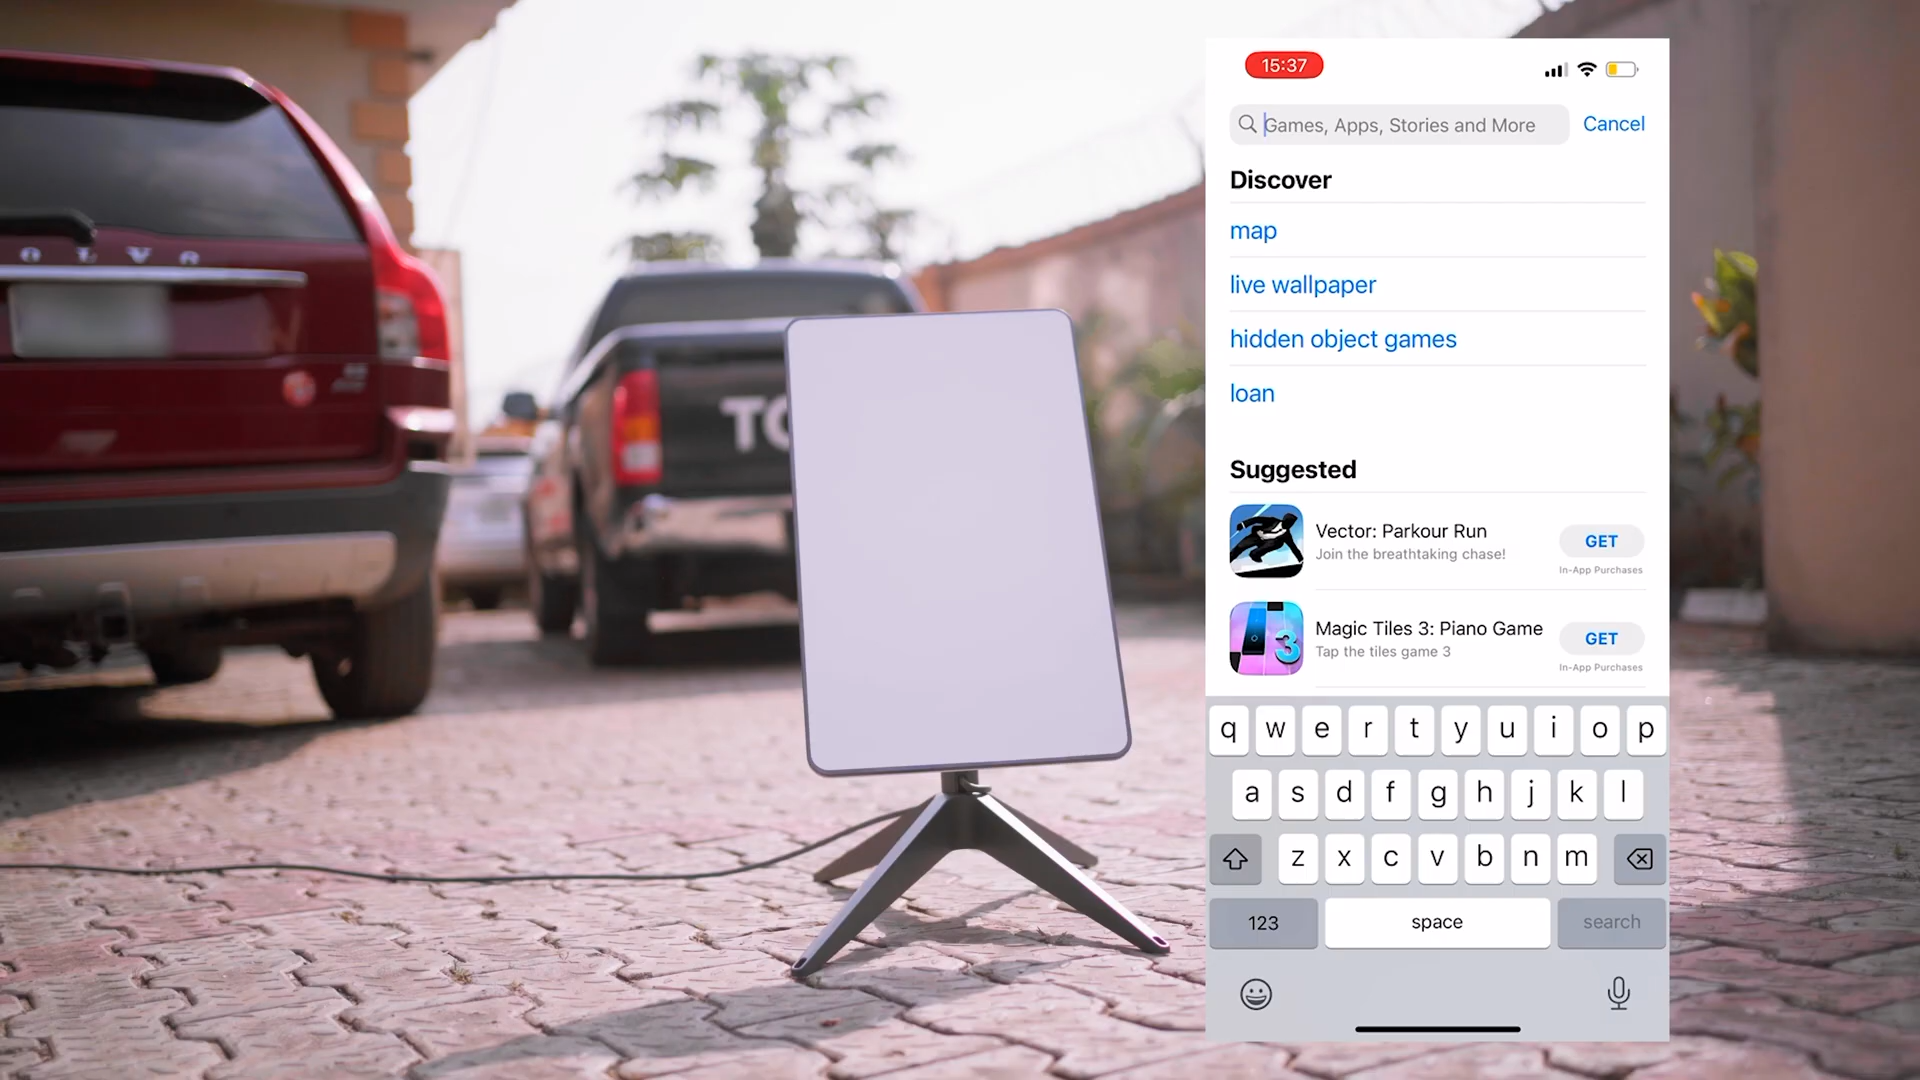 OLVO
TO
15:37
Games, Apps, Stories and More
Cancel
Discover
map
live wallpaper
hidden object games
loan
Suggested
Vector: Parkour Run
Join the breathtaking chase!
GET
In-App Purchases
3
Magic Tiles 3: Piano Game
Tap the tiles game 3
GET
In-App Purchases
q w e r t y u i o p
a s d f g h j k l
z x c v b n m
123
space
search